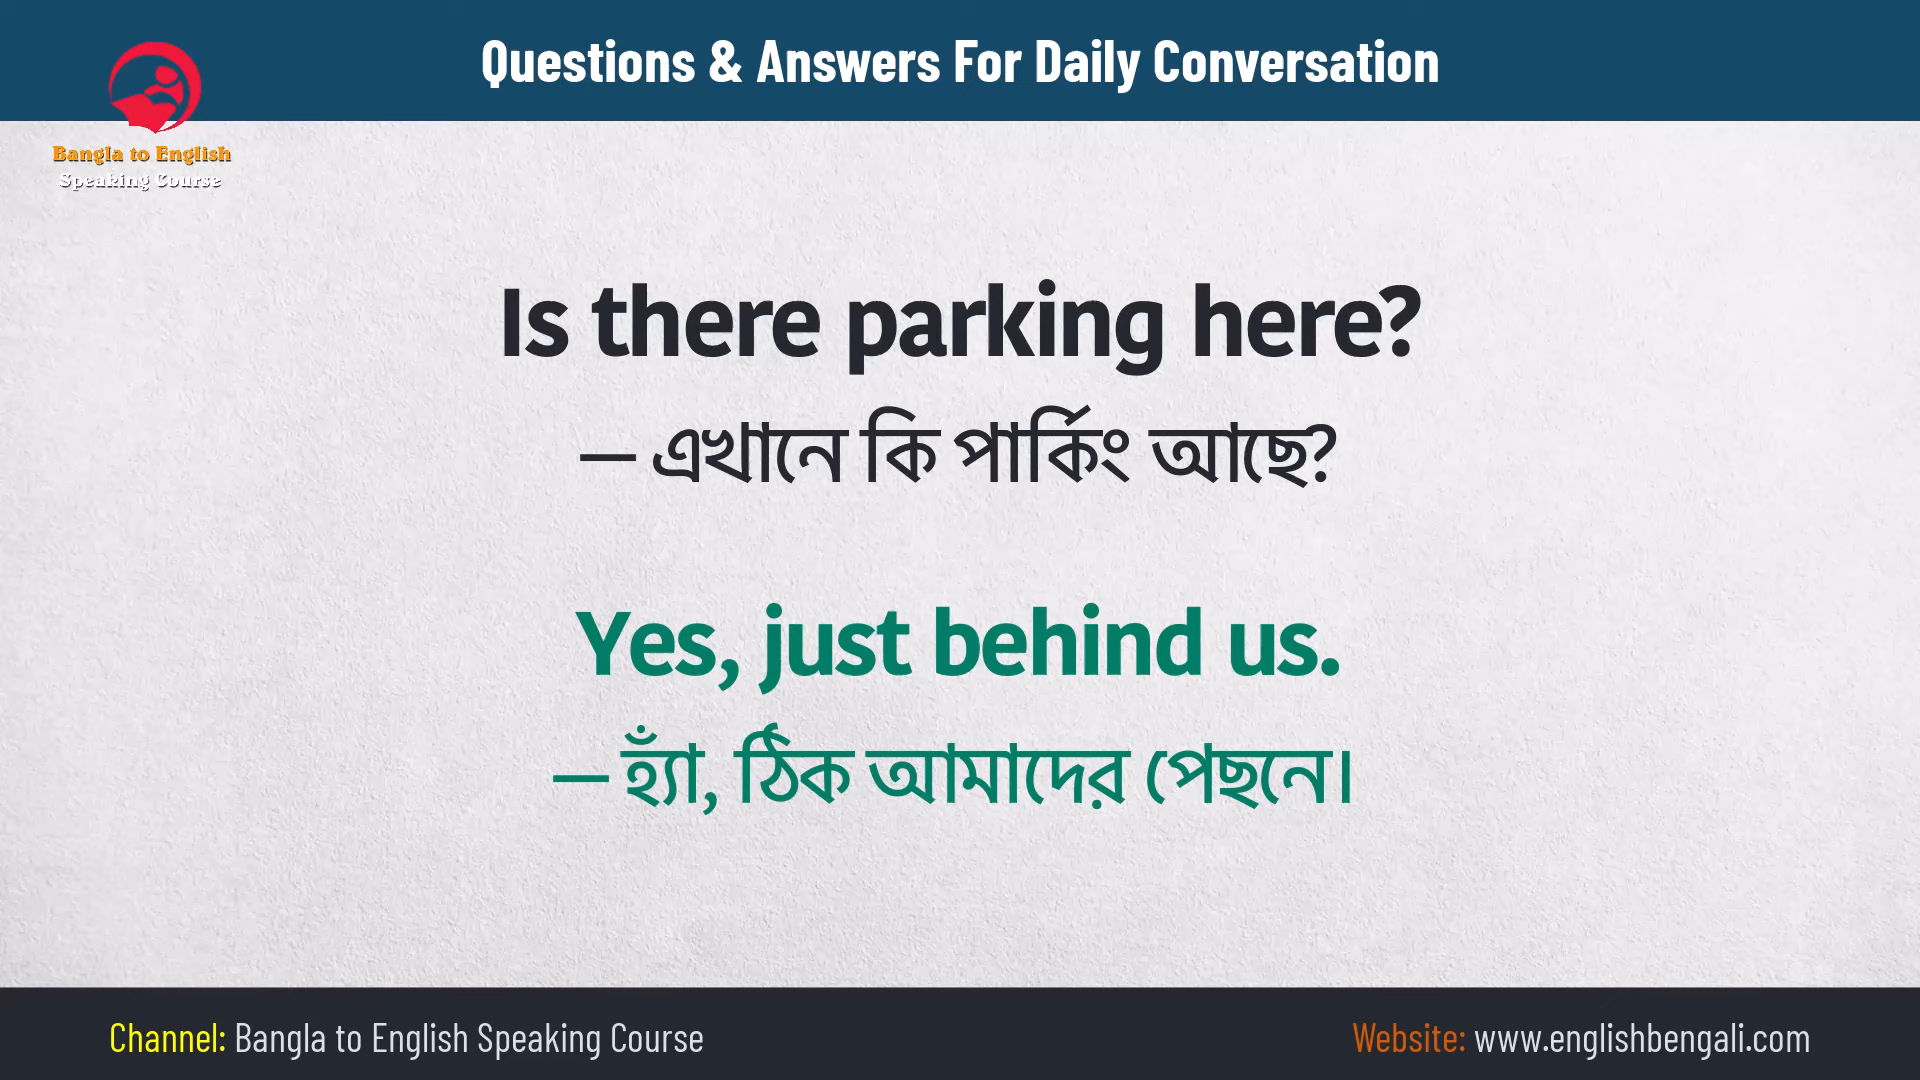 Questions & Answers For Daily Conversation
Bangla to English
Speaking Course
Is there parking here?
— এখানে কি পার্কিং আছে?
Yes, just behind us.
— হ্যাঁ, ঠিক আমাদের পেছনে।
Channel: Bangla to English Speaking Course
Website: www.englishbengali.com